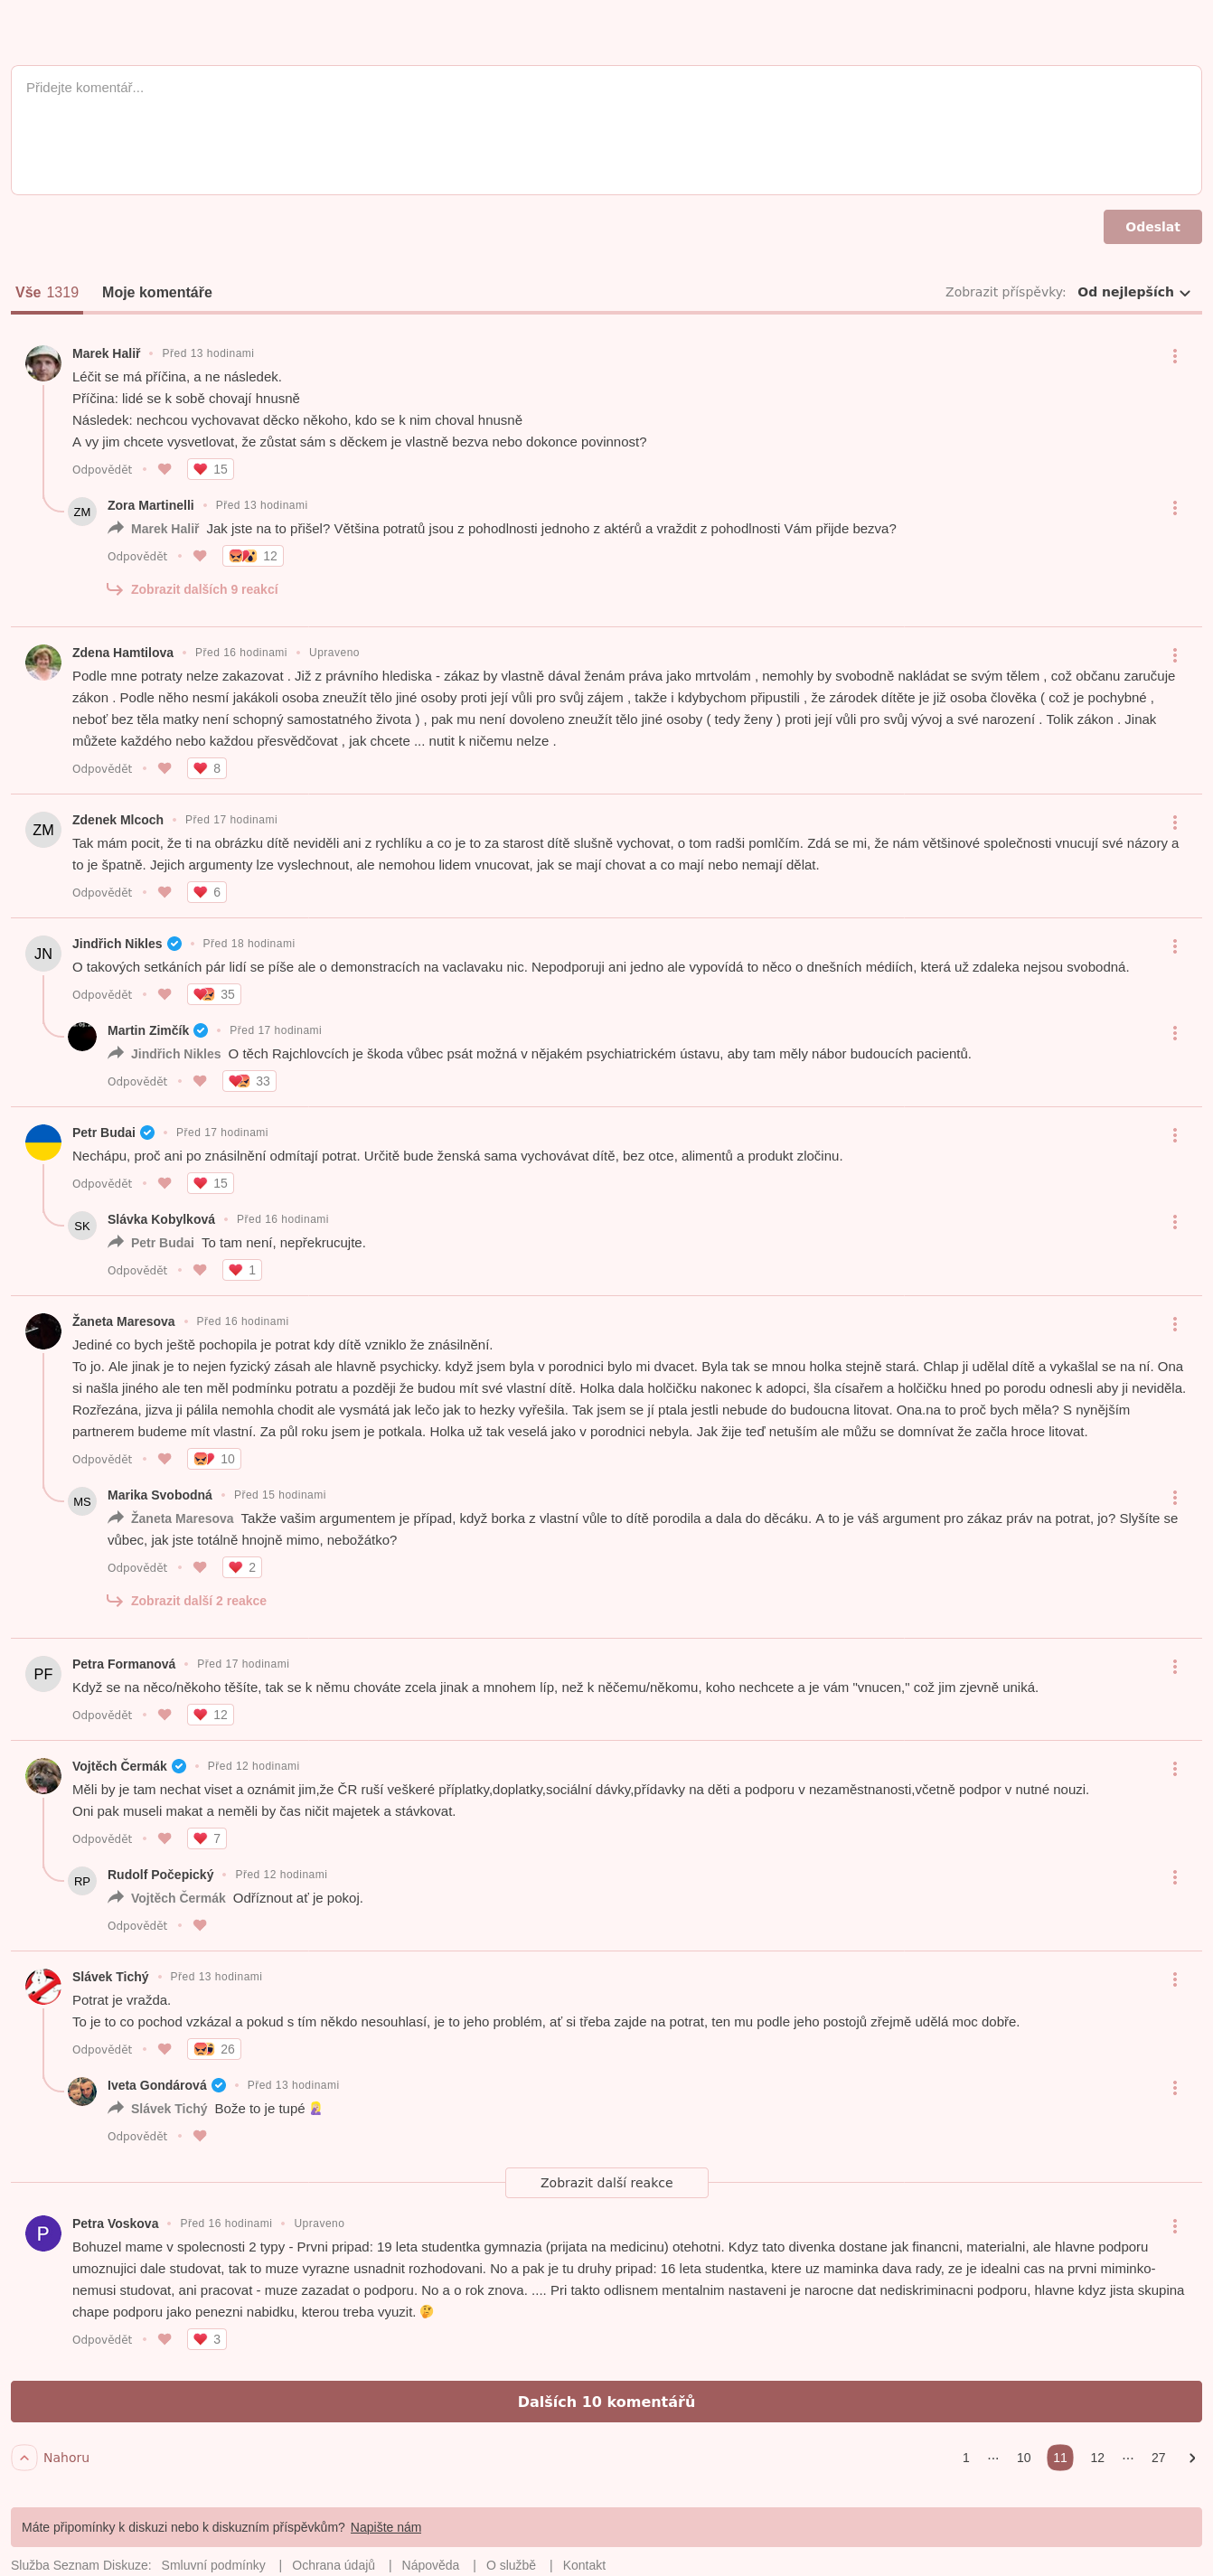 Přidejte komentář...
Odeslat
Vše 1319
Moje komentáře
Zobrazit příspěvky: Od nejlepších
Marek Haliř • Před 13 hodinami
Léčit se má příčina, a ne následek.
Příčina: lidé se k sobě chovají hnusně
Následek: nechcou vychovavat děcko někoho, kdo se k nim choval hnusně
A vy jim chcete vysvetlovat, že zůstat sám s děckem je vlastně bezva nebo dokonce povinnost?
Odpovědět • 15
ZM
Zora Martinelli • Před 13 hodinami
Marek Haliř Jak jste na to přišel? Většina potratů jsou z pohodlnosti jednoho z aktérů a vraždit z pohodlnosti Vám přijde bezva?
Odpovědět • 12
Zobrazit dalších 9 reakcí
Zdena Hamtilova • Před 16 hodinami • Upraveno
Podle mne potraty nelze zakazovat . Již z právního hlediska - zákaz by vlastně dával ženám práva jako mrtvolám , nemohly by svobodně nakládat se svým tělem , což občanu zaručuje
zákon . Podle něho nesmí jakákoli osoba zneužít tělo jiné osoby proti její vůli pro svůj zájem , takže i kdybychom připustili , že zárodek dítěte je již osoba člověka ( což je pochybné ,
neboť bez těla matky není schopný samostatného života ) , pak mu není dovoleno zneužít tělo jiné osoby ( tedy ženy ) proti její vůli pro svůj vývoj a své narození . Tolik zákon . Jinak
můžete každého nebo každou přesvědčovat , jak chcete ... nutit k ničemu nelze .
Odpovědět • 8
ZM
Zdenek Mlcoch • Před 17 hodinami
Tak mám pocit, že ti na obrázku dítě neviděli ani z rychlíku a co je to za starost dítě slušně vychovat, o tom radši pomlčím. Zdá se mi, že nám většinové společnosti vnucují své názory a
to je špatně. Jejich argumenty lze vyslechnout, ale nemohou lidem vnucovat, jak se mají chovat a co mají nebo nemají dělat.
Odpovědět • 6
JN
Jindřich Nikles • Před 18 hodinami
O takových setkáních pár lidí se píše ale o demonstracích na vaclavaku nic. Nepodporuji ani jedno ale vypovídá to něco o dnešních médiích, která už zdaleka nejsou svobodná.
Odpovědět • 35
Martin Zimčík • Před 17 hodinami
Jindřich Nikles O těch Rajchlovcích je škoda vůbec psát možná v nějakém psychiatrickém ústavu, aby tam měly nábor budoucích pacientů.
Odpovědět • 33
Petr Budai • Před 17 hodinami
Nechápu, proč ani po znásilnění odmítají potrat. Určitě bude ženská sama vychovávat dítě, bez otce, alimentů a produkt zločinu.
Odpovědět • 15
SK
Slávka Kobylková • Před 16 hodinami
Petr Budai To tam není, nepřekrucujte.
Odpovědět • 1
Žaneta Maresova • Před 16 hodinami
Jediné co bych ještě pochopila je potrat kdy dítě vzniklo že znásilnění.
To jo. Ale jinak je to nejen fyzický zásah ale hlavně psychicky. když jsem byla v porodnici bylo mi dvacet. Byla tak se mnou holka stejně stará. Chlap ji udělal dítě a vykašlal se na ní. Ona
si našla jiného ale ten měl podmínku potratu a později že budou mít své vlastní dítě. Holka dala holčičku nakonec k adopci, šla císařem a holčičku hned po porodu odnesli aby ji neviděla.
Rozřezána, jizva ji pálila nemohla chodit ale vysmátá jak lečo jak to hezky vyřešila. Tak jsem se jí ptala jestli nebude do budoucna litovat. Ona.na to proč bych měla? S nynějším
partnerem budeme mít vlastní. Za půl roku jsem je potkala. Holka už tak veselá jako v porodnici nebyla. Jak žije teď netuším ale můžu se domnívat že začla hroce litovat.
Odpovědět • 10
MS
Marika Svobodná • Před 15 hodinami
Žaneta Maresova Takže vašim argumentem je případ, když borka z vlastní vůle to dítě porodila a dala do děcáku. A to je váš argument pro zákaz práv na potrat, jo? Slyšíte se
vůbec, jak jste totálně hnojně mimo, nebožátko?
Odpovědět • 2
Zobrazit další 2 reakce
PF
Petra Formanová • Před 17 hodinami
Když se na něco/někoho těšíte, tak se k němu chováte zcela jinak a mnohem líp, než k něčemu/někomu, koho nechcete a je vám "vnucen," což jim zjevně uniká.
Odpovědět • 12
Vojtěch Čermák • Před 12 hodinami
Měli by je tam nechat viset a oznámit jim,že ČR ruší veškeré příplatky,doplatky,sociální dávky,přídavky na děti a podporu v nezaměstnanosti,včetně podpor v nutné nouzi.
Oni pak museli makat a neměli by čas ničit majetek a stávkovat.
Odpovědět • 7
RP
Rudolf Počepický • Před 12 hodinami
Vojtěch Čermák Odříznout ať je pokoj.
Odpovědět •
Slávek Tichý • Před 13 hodinami
Potrat je vražda.
To je to co pochod vzkázal a pokud s tím někdo nesouhlasí, je to jeho problém, ať si třeba zajde na potrat, ten mu podle jeho postojů zřejmě udělá moc dobře.
Odpovědět • 26
Iveta Gondárová • Před 13 hodinami
Slávek Tichý Bože to je tupé 🤦🏼‍♀️
Odpovědět •
Zobrazit další reakce
P
Petra Voskova • Před 16 hodinami • Upraveno
Bohuzel mame v spolecnosti 2 typy - Prvni pripad: 19 leta studentka gymnazia (prijata na medicinu) otehotni. Kdyz tato divenka dostane jak financni, materialni, ale hlavne podporu
umoznujici dale studovat, tak to muze vyrazne usnadnit rozhodovani. No a pak je tu druhy pripad: 16 leta studentka, ktere uz maminka dava rady, ze je idealni cas na prvni miminko-
nemusi studovat, ani pracovat - muze zazadat o podporu. No a o rok znova. .... Pri takto odlisnem mentalnim nastaveni je narocne dat nediskriminacni podporu, hlavne kdyz jista skupina
chape podporu jako penezni nabidku, kterou treba vyuzit. 🤔
Odpovědět • 3
Dalších 10 komentářů
Nahoru
1 ··· 10 11 12 ··· 27
Máte připomínky k diskuzi nebo k diskuzním příspěvkům? Napište nám
Služba Seznam Diskuze: Smluvní podmínky | Ochrana údajů | Nápověda | O službě | Kontakt